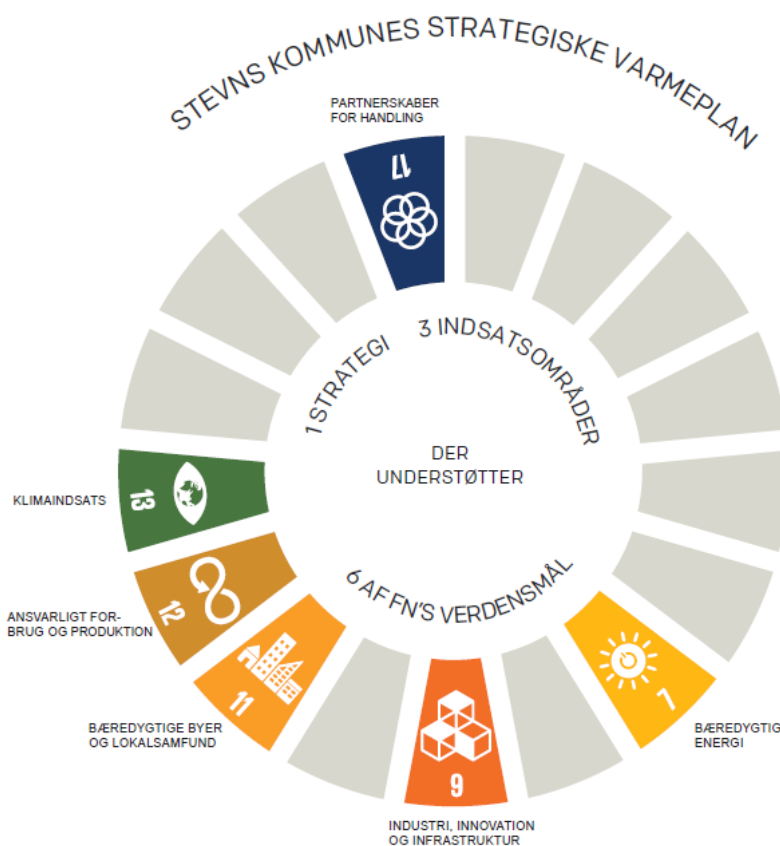 STEVNS KOMMUNES STRATEGISKE VARMEPLAN
PARTNERSKABER
FOR HANDLING
17
1 STRATEGI
3 INDSATSOMRÅDER
DER
UNDERSTØTTER
6 AF FN'S VERDENSMÅL
KLIMAINDSATS
13
ANSVARLIGT FOR-
BRUG OG PRODUKTION
12
BÆREDYGTIGE BYER
OG LOKALSAMFUND
11
9
INDUSTRI, INNOVATION
OG INFRASTRUKTUR
7
BÆREDYGTIG
ENERGI